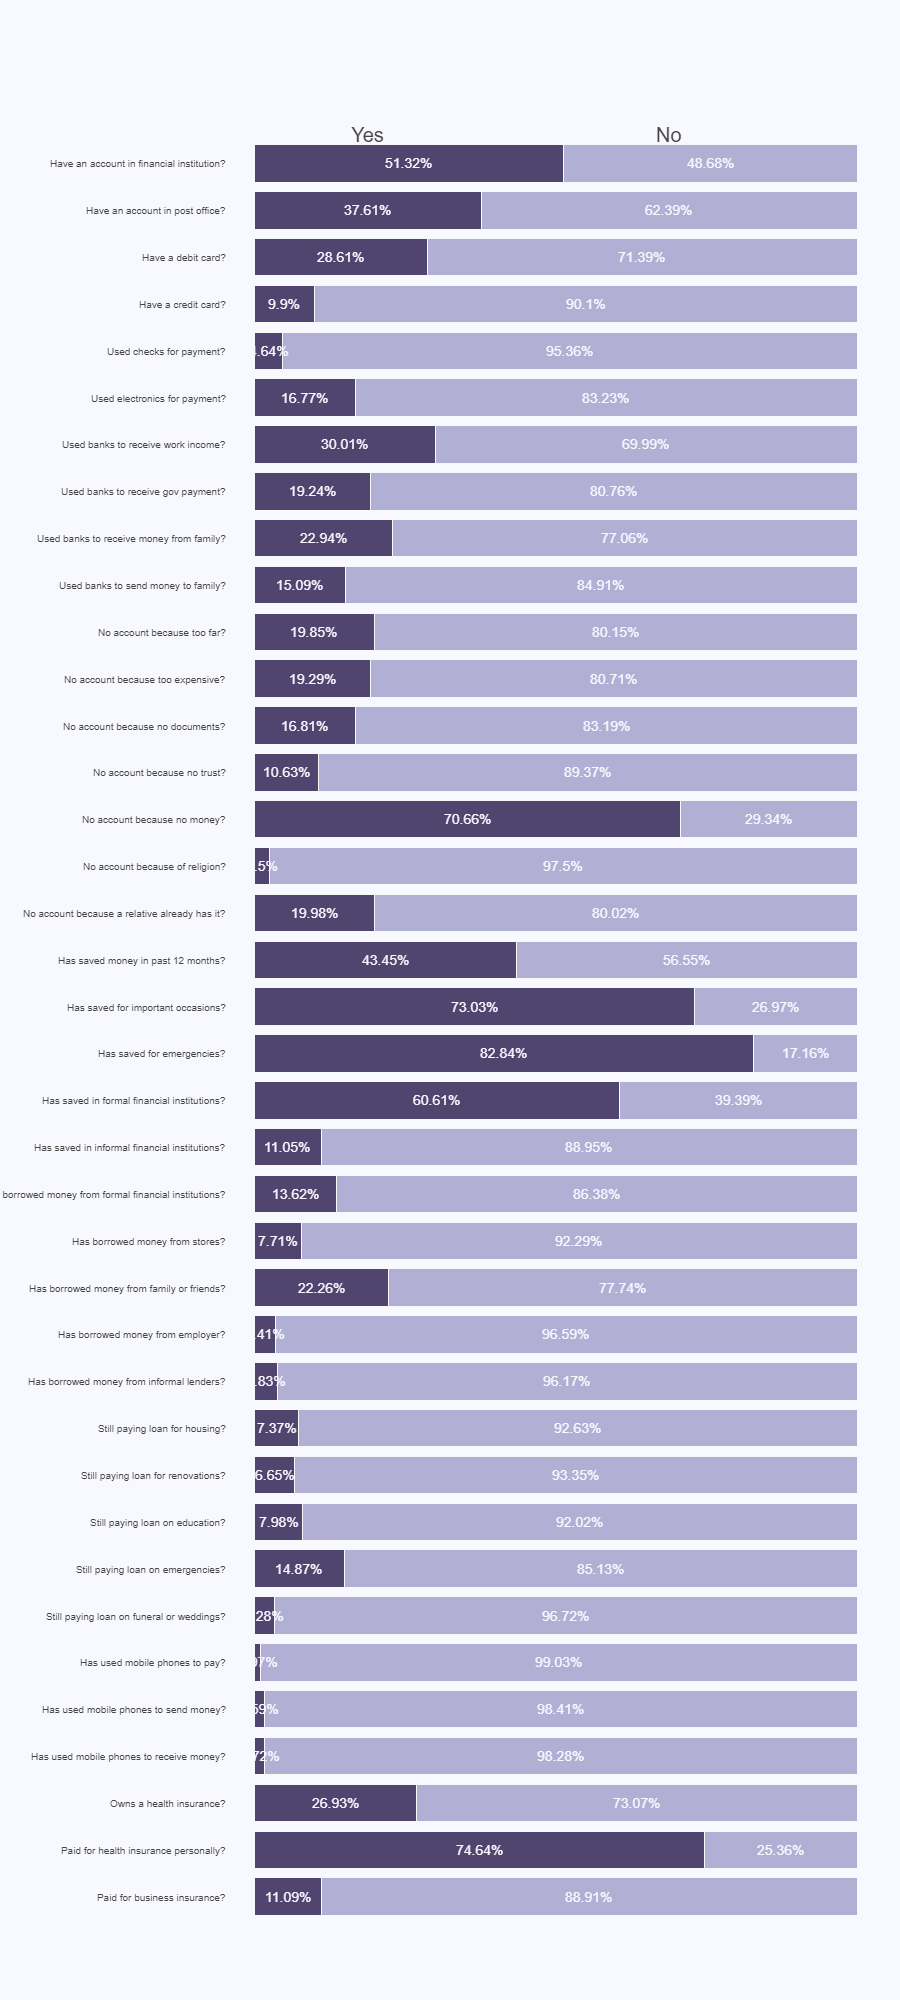 Yes No
Have an account in financial institution? 51.32% 48.68%
Have an account in post office? 37.61% 62.39%
Have a debit card? 28.61% 71.39%
Have a credit card? 9.9% 90.1%
Used checks for payment? .64% 95.36%
Used electronics for payment? 16.77% 83.23%
Used banks to receive work income? 30.01% 69.99%
Used banks to receive gov payment? 19.24% 80.76%
Used banks to receive money from family? 22.94% 77.06%
Used banks to send money to family? 15.09% 84.91%
No account because too far? 19.85% 80.15%
No account because too expensive? 19.29% 80.71%
No account because no documents? 16.81% 83.19%
No account because no trust? 10.63% 89.37%
No account because no money? 70.66% 29.34%
No account because of religion? .5% 97.5%
No account because a relative already has it? 19.98% 80.02%
Has saved money in past 12 months? 43.45% 56.55%
Has saved for important occasions? 73.03% 26.97%
Has saved for emergencies? 82.84% 17.16%
Has saved in formal financial institutions? 60.61% 39.39%
Has saved in informal financial institutions? 11.05% 88.95%
borrowed money from formal financial institutions? 13.62% 86.38%
Has borrowed money from stores? 7.71% 92.29%
Has borrowed money from family or friends? 22.26% 77.74%
Has borrowed money from employer? .41% 96.59%
Has borrowed money from informal lenders? .83% 96.17%
Still paying loan for housing? 7.37% 92.63%
Still paying loan for renovations? 6.65% 93.35%
Still paying loan on education? 7.98% 92.02%
Still paying loan on emergencies? 14.87% 85.13%
Still paying loan on funeral or weddings? 28% 96.72%
Has used mobile phones to pay? 7% 99.03%
Has used mobile phones to send money? 59% 98.41%
Has used mobile phones to receive money? 72% 98.28%
Owns a health insurance? 26.93% 73.07%
Paid for health insurance personally? 74.64% 25.36%
Paid for business insurance? 11.09% 88.91%